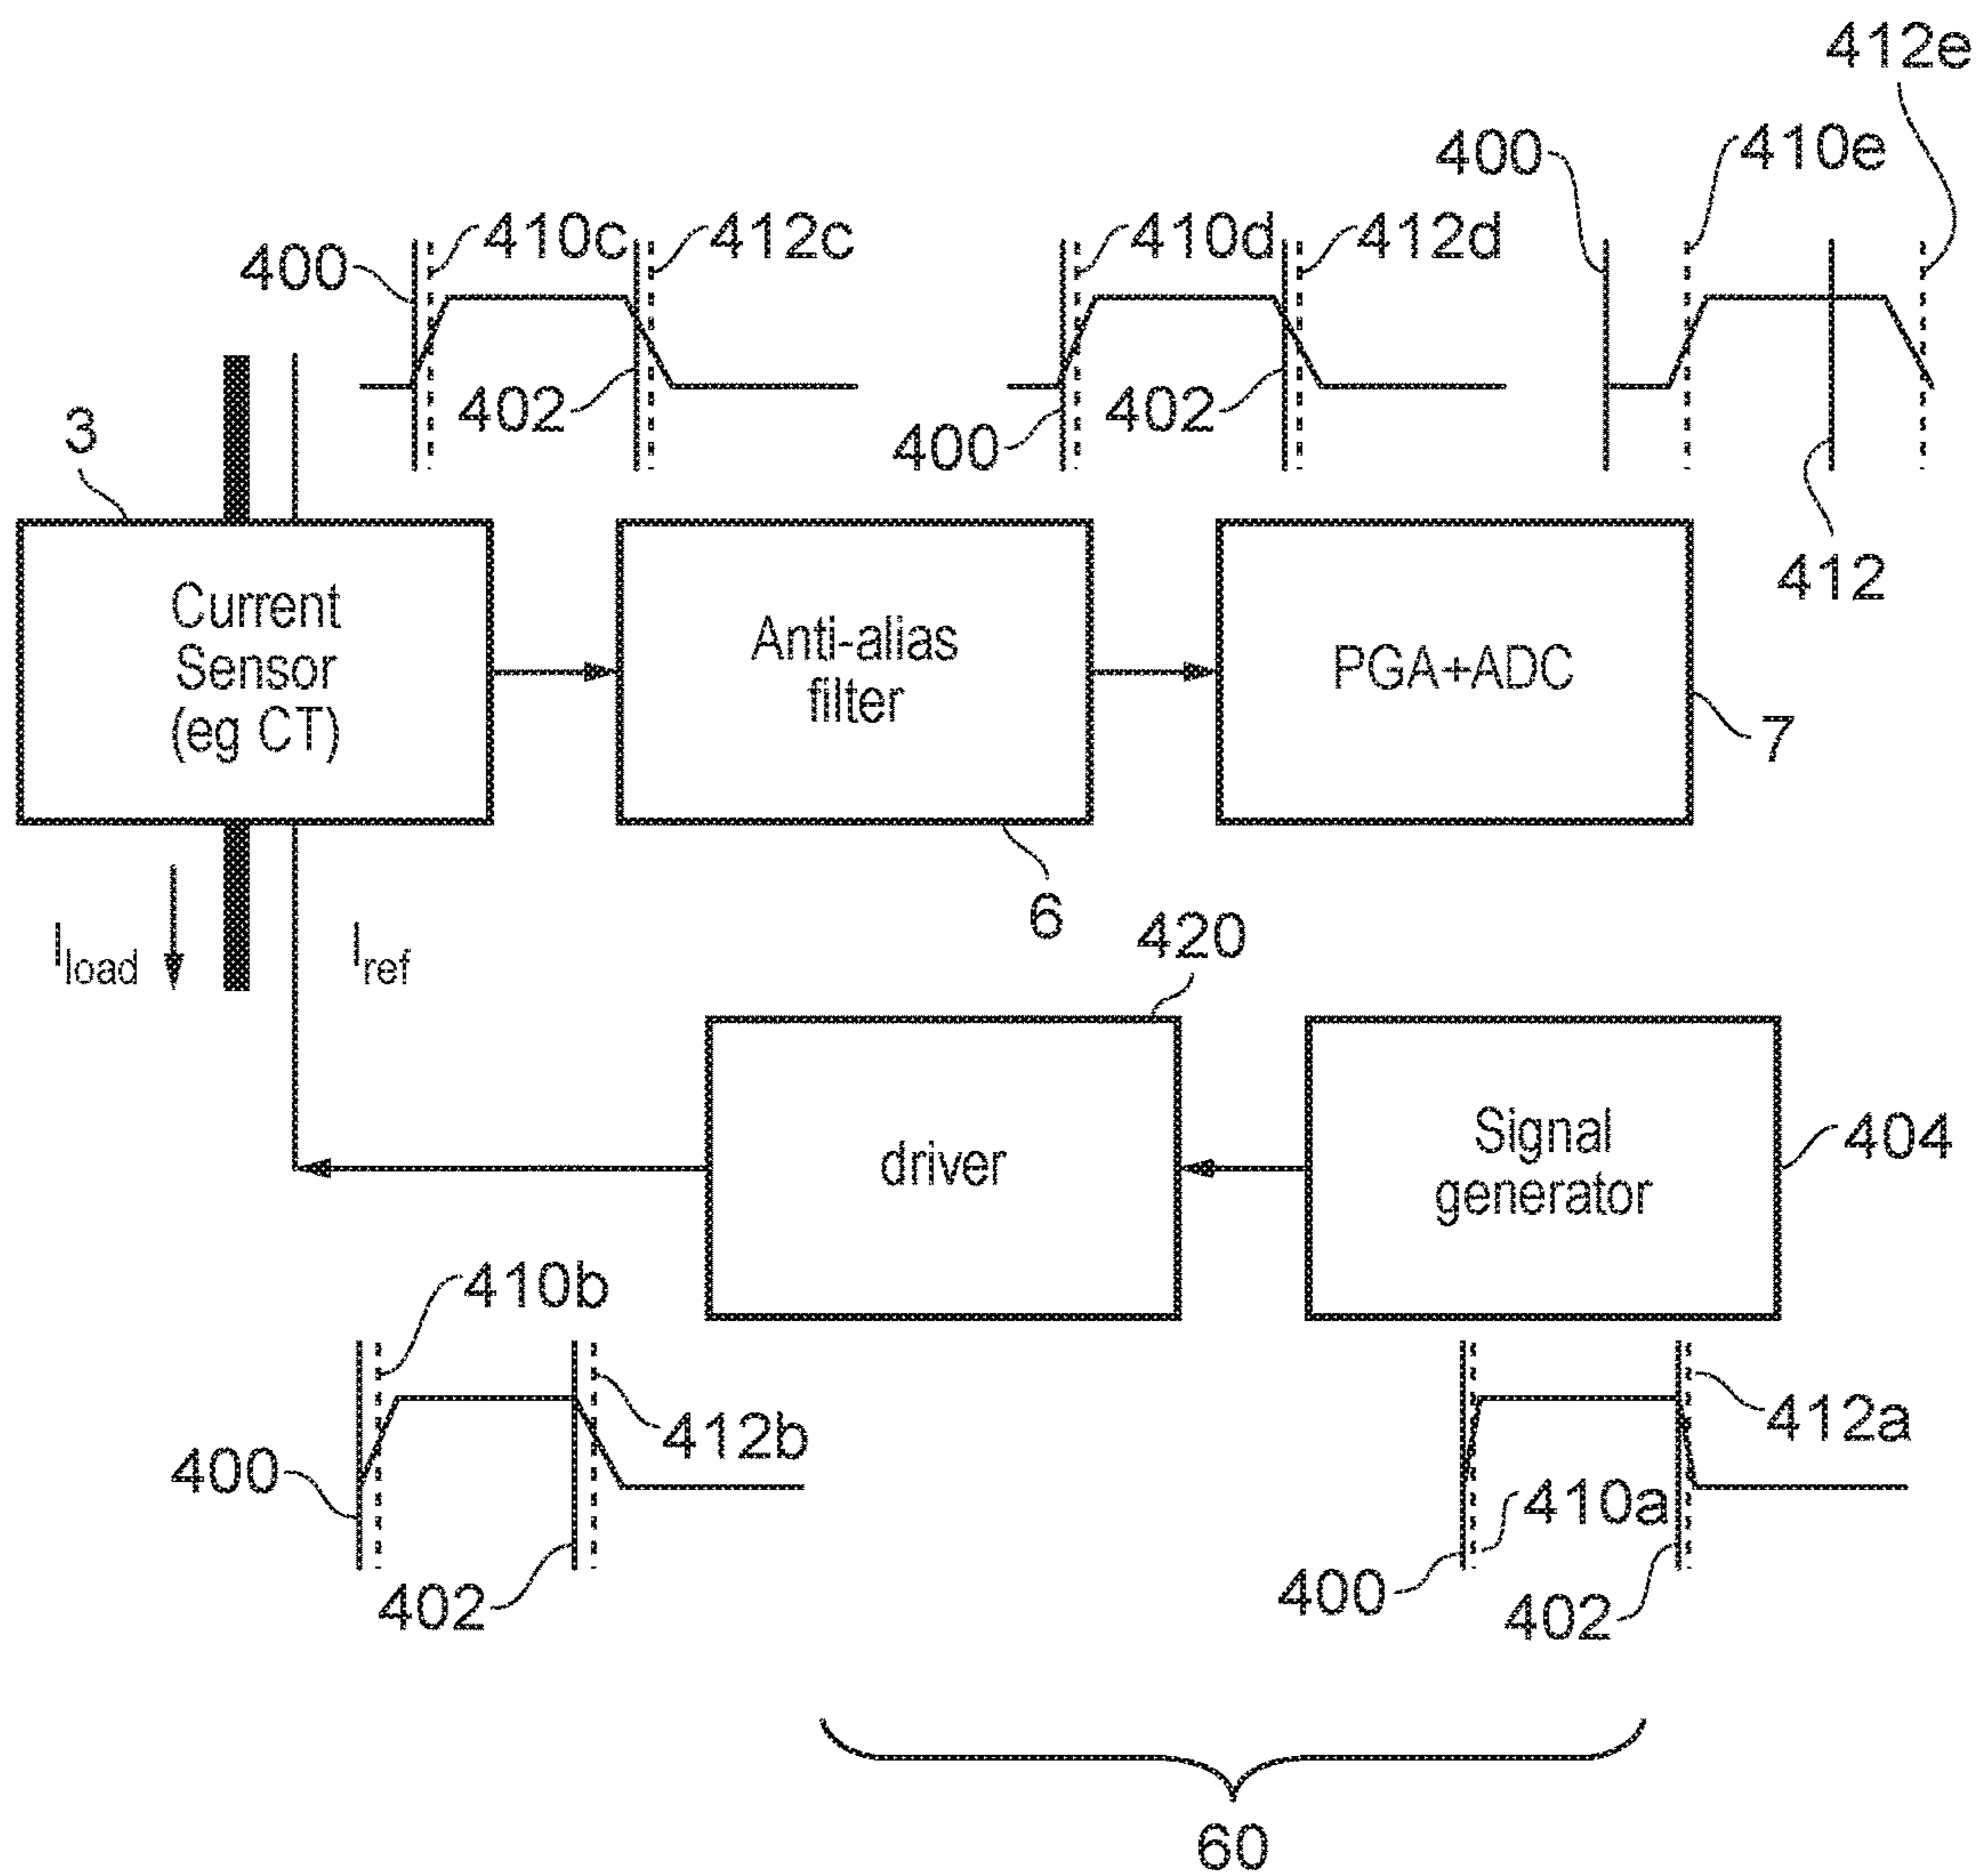 412e
400
410e
410c
412c
410d
412d
400
402
400
402
3
412
Current
Sensor
(eg CT)
Anti-alias
filter
PGA+ADC
7
6
Iload
Iref
420
driver
Signal
generator
404
410b
412b
400
402
412a
410a
400
402
60